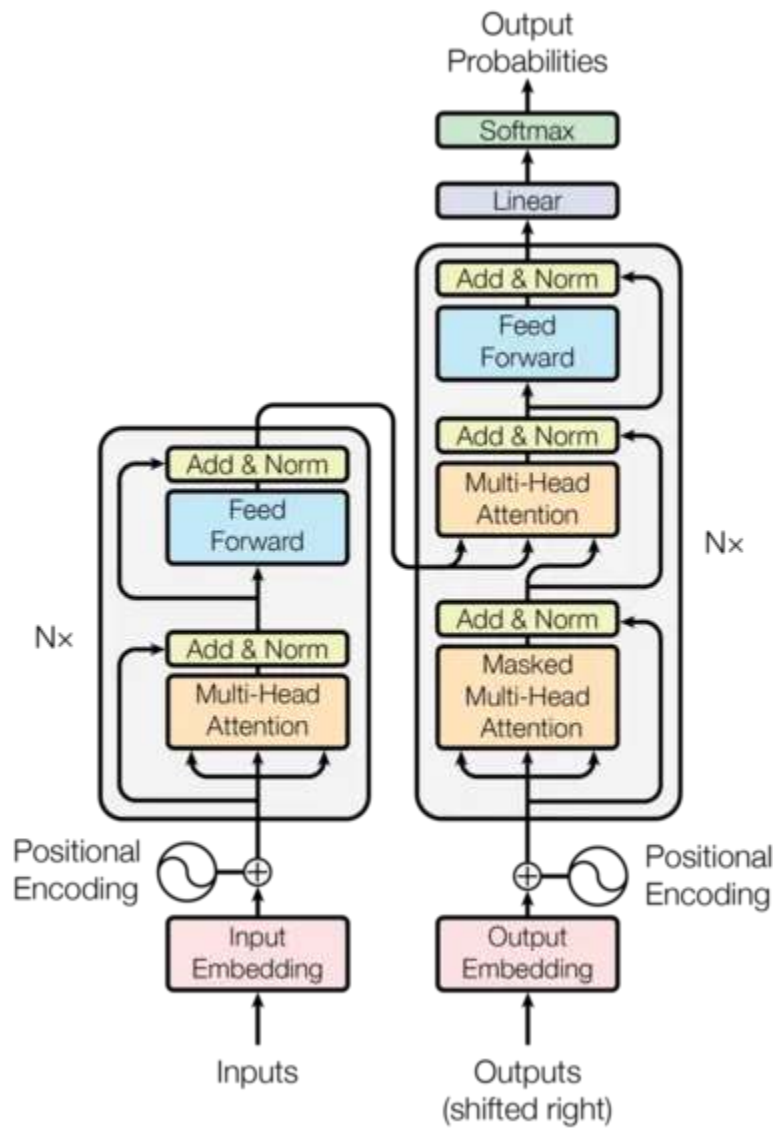 Output
Probabilities
Softmax
Linear
Add & Norm
Feed
Forward
Add & Norm
Multi-Head
Attention
Add & Norm
Masked
Multi-Head
Attention
Nx
Add & Norm
Feed
Forward
Add & Norm
Multi-Head
Attention
Nx
Positional
Encoding
Positional
Encoding
Input
Embedding
Output
Embedding
Inputs
Outputs
(shifted right)